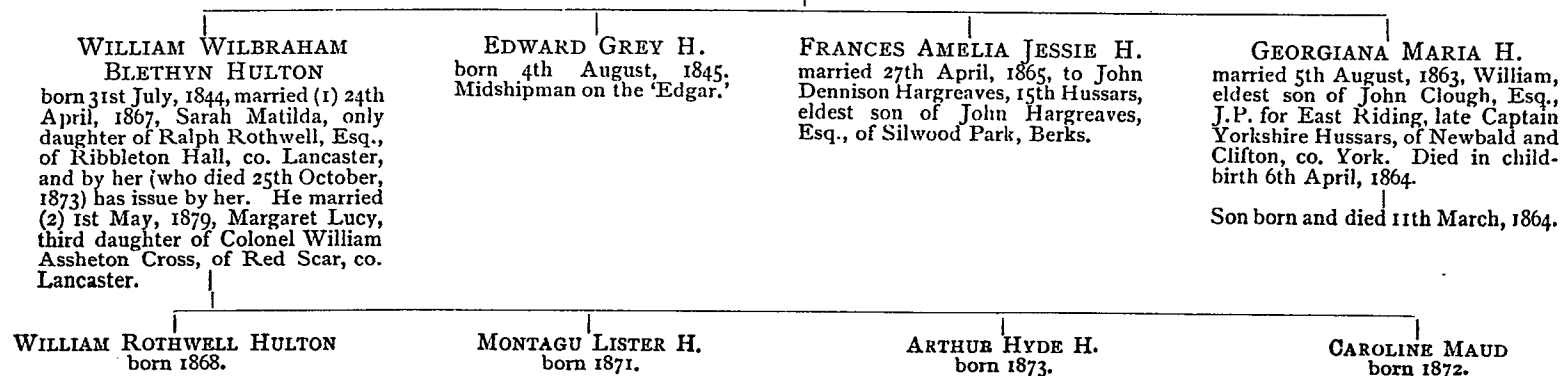 WILLIAM WILBRAHAM
BLETHYN HULTON
born 31st July, 1844, married (1) 24th
April, 1867, Sarah Matilda, only
daughter of Ralph Rothwell, Esq.,
of Ribbleton Hall, co. Lancaster,
and by her (who died 25th October,
1873) has issue by her. He married
(2) 1st May, 1879, Margaret Lucy,
third daughter of Colonel William
Assheton Cross, of Red Scar, co.
Lancaster.
EDWARD GREY H.
born 4th August, 1845.
Midshipman on the 'Edgar.'
FRANCES AMELIA JESSIE H.
married 27th April, 1865, to John
Dennison Hargreaves, 15th Hussars,
eldest son of John Hargreaves,
Esq., of Silwood Park, Berks.
GEORGIANA MARIA H.
married 5th August, 1863, William,
eldest son of John Clough, Esq.,
J.P. for East Riding, late Captain
Yorkshire Hussars, of Newbald and
Clifton, co. York. Died in child-
birth 6th April, 1864.
Son born and died 11th March, 1864.
WILLIAM ROTHWELL HULTON
born 1868.
MONTAGU LISTER H.
born 1871.
ARTHUR HYDE H.
born 1873.
CAROLINE MAUD
born 1872.